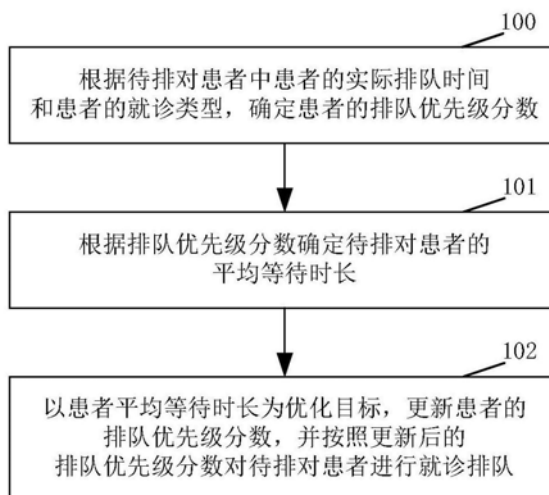 100
根据待排对患者中患者的实际排队时间
和患者的就诊类型，确定患者的排队优先级分数
101
根据排队优先级分数确定待排对患者的
平均等待时长
102
以患者平均等待时长为优化目标，更新患者的
排队优先级分数，并按照更新后的
排队优先级分数对待排对患者进行就诊排队